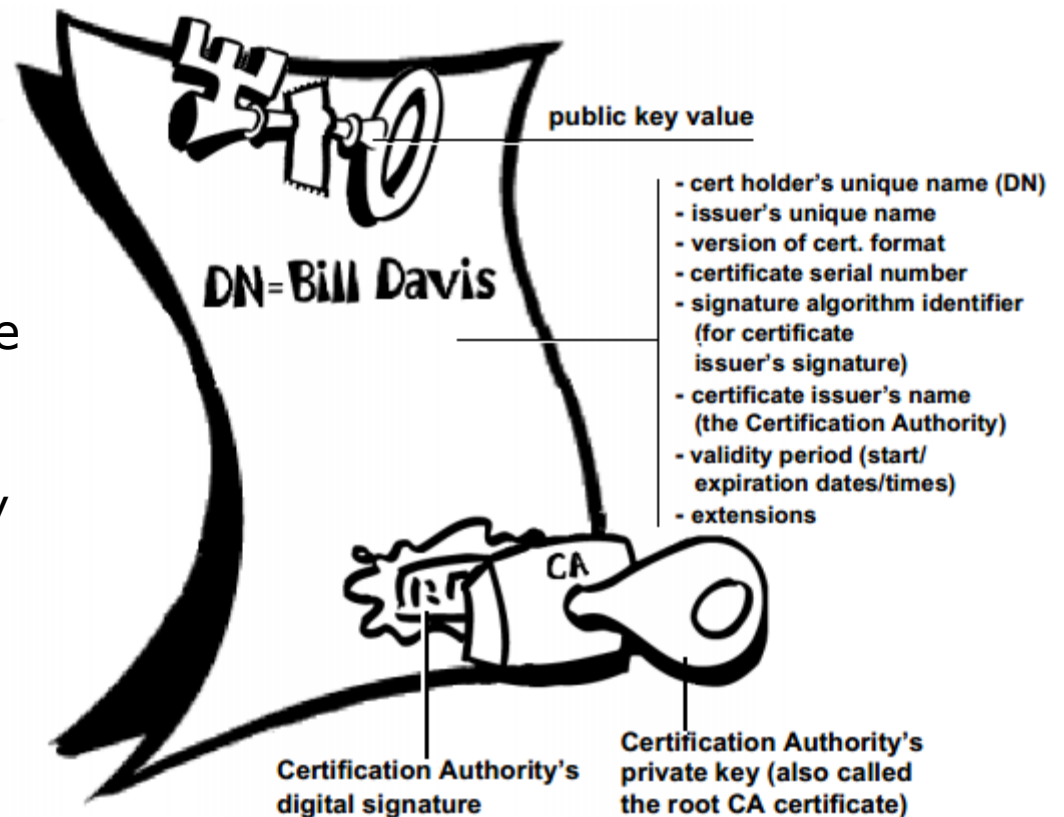 public key value
- cert holder's unique name (DN)
- issuer's unique name
- version of cert. format
- certificate serial number
- signature algorithm identifier
(for certificate
issuer's signature)
- certificate issuer's name
(the Certification Authority)
- validity period (start/
expiration dates/times)
- extensions
DN=Bill Davis
e
y
CA
Certification Authority's
digital signature
Certification Authority's
private key (also called
the root CA certificate)